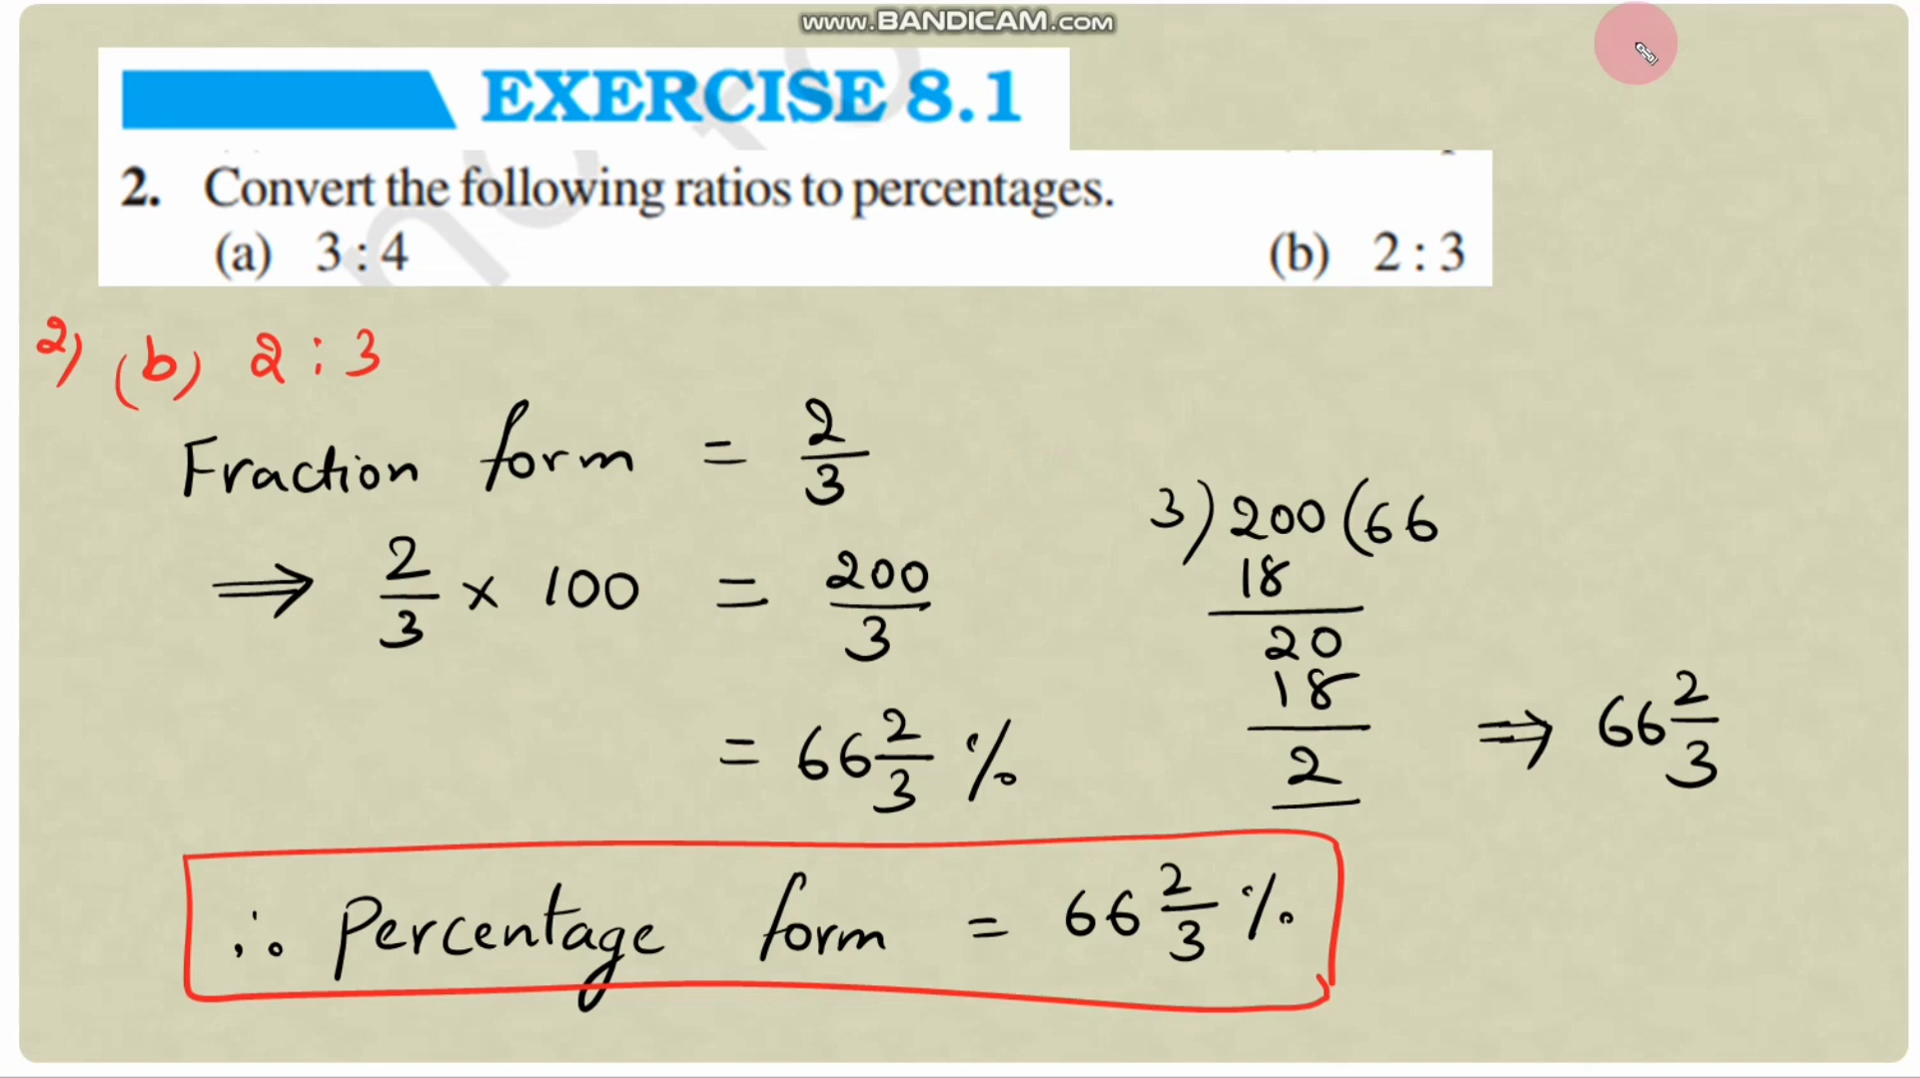 www.BANDICAM.com
EXERCISE 8.1
2. Convert the following ratios to percentages.
(a) 3 : 4 (b) 2 : 3
2) (b) 2 : 3
Fraction form = 2/3
⇒ 2/3 × 100 = 200/3
= 66 2/3 %
3) 200 (66
18
20
18
2
⇒ 66 2/3
∴ Percentage form = 66 2/3 %